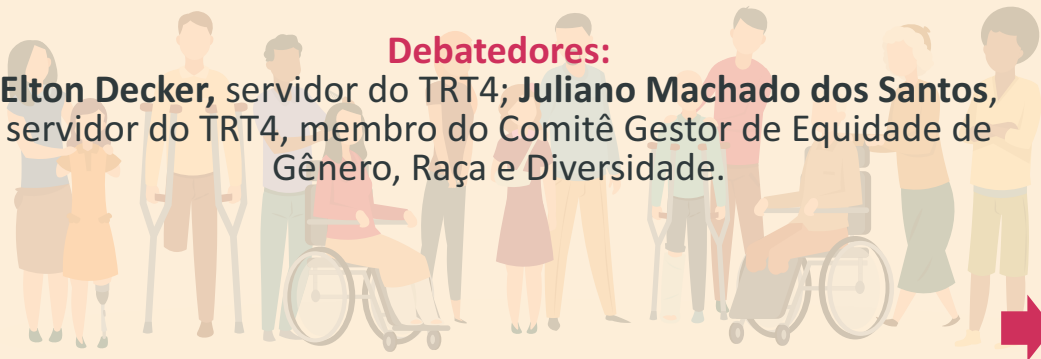 Debatedores:
Elton Decker, servidor do TRT4; Juliano Machado dos Santos,
servidor do TRT4, membro do Comitê Gestor de Equidade de
Gênero, Raça e Diversidade.